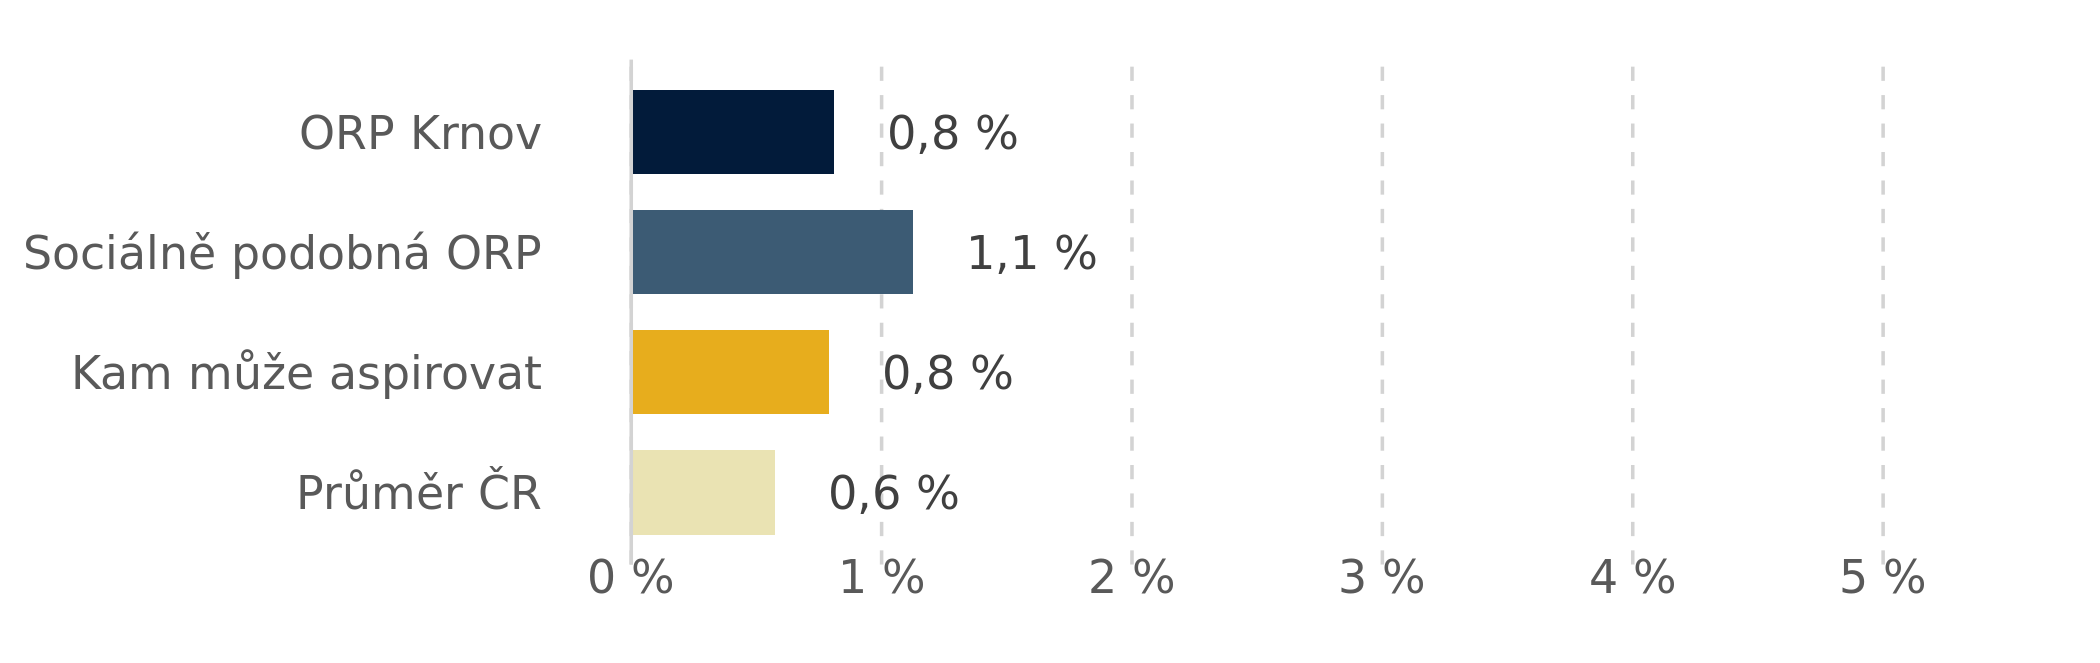 ORP Krnov 0,8 %
Sociálně podobná ORP 1,1 %
Kam může aspirovat 0,8 %
Průměr ČR 0,6 %
0 % 1 % 2 % 3 % 4 % 5 %